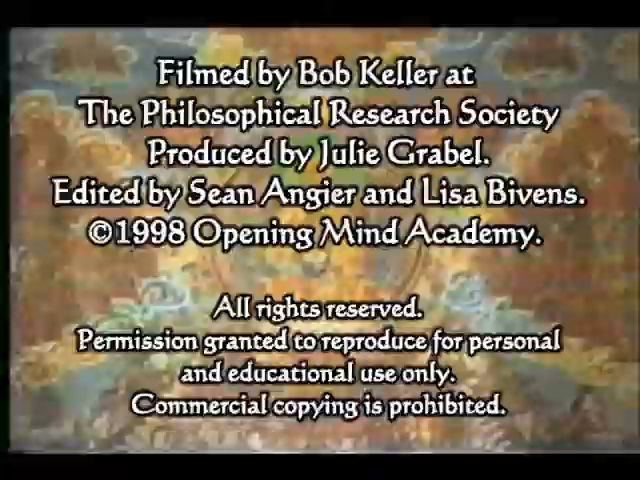 Filmed by Bob Keller at
The Philosophical Research Society
Produced by Julie Grabel.
Edited by Sean Angier and Lisa Bivens.
©1998 Opening Mind Academy.
All rights reserved.
Permission granted to reproduce for personal
and educational use only.
Commercial copying is prohibited.